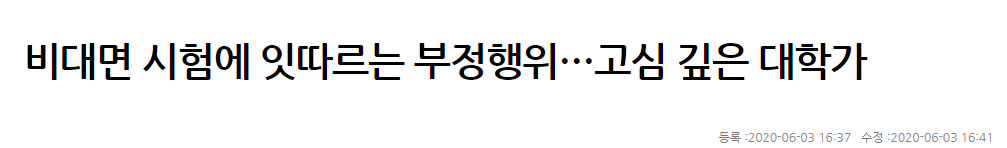 비대면 시험에 잇따르는 부정행위…고심 깊은 대학가
등록 :2020-06-03 16:37 수정 :2020-06-03 16:41